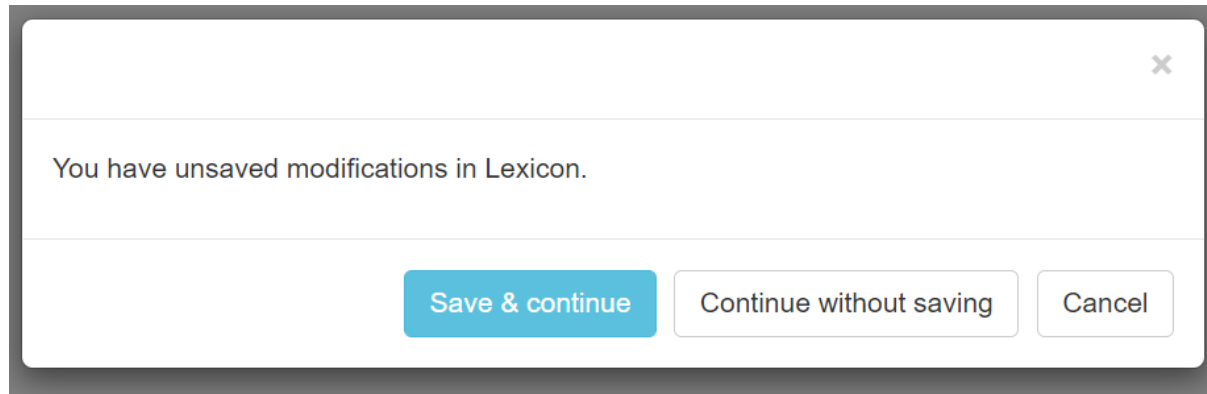 ×
You have unsaved modifications in Lexicon.
Save & continue Continue without saving Cancel